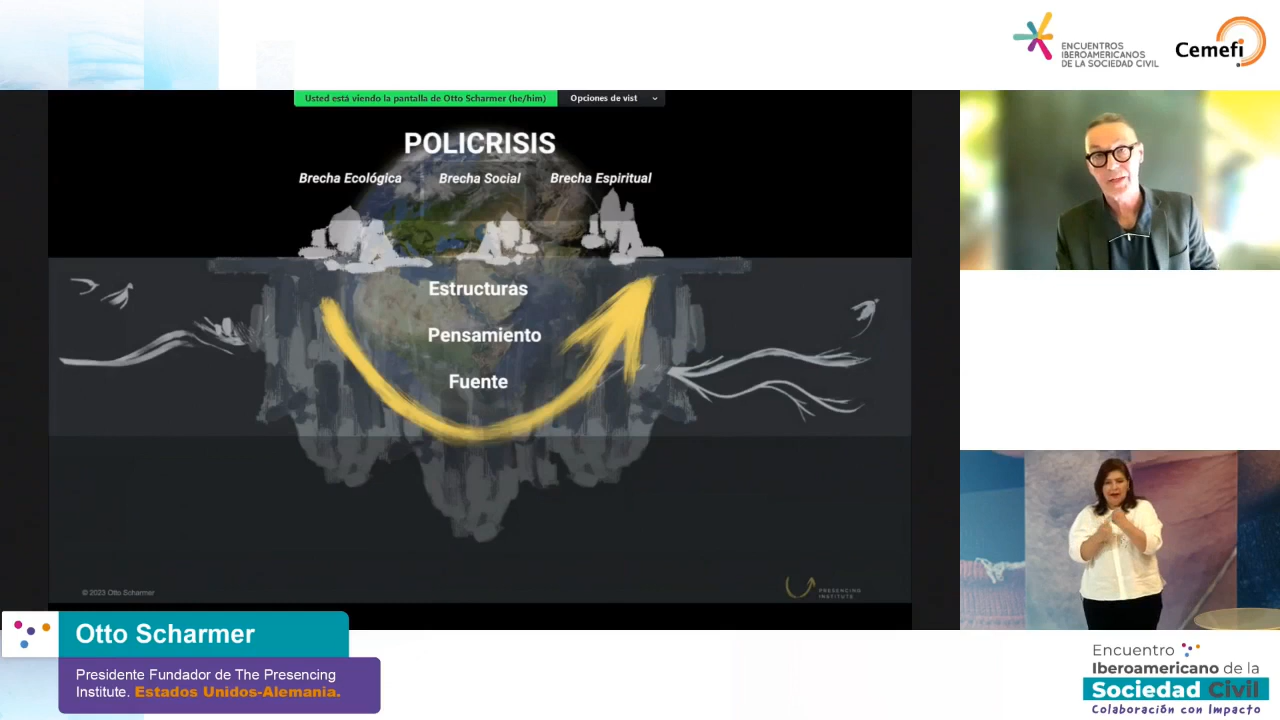 ENCUENTROS
IBEROAMERICANOS
DE LA SOCIEDAD CIVIL
Cemefi
Usted está viendo la pantalla de Otto Scharmer (he/him)
Opciones de vist
POLICRISIS
Brecha Ecológica Brecha Social Brecha Espiritual
Estructuras
Pensamiento
Fuente
© 2023 Otto Scharmer
PRESENCING
INSTITUTE
Otto Scharmer
Presidente Fundador de The Presencing
Institute. Estados Unidos-Alemania.
Encuentro
Iberoamericano de la
Sociedad Civil
Colaboración con Impacto